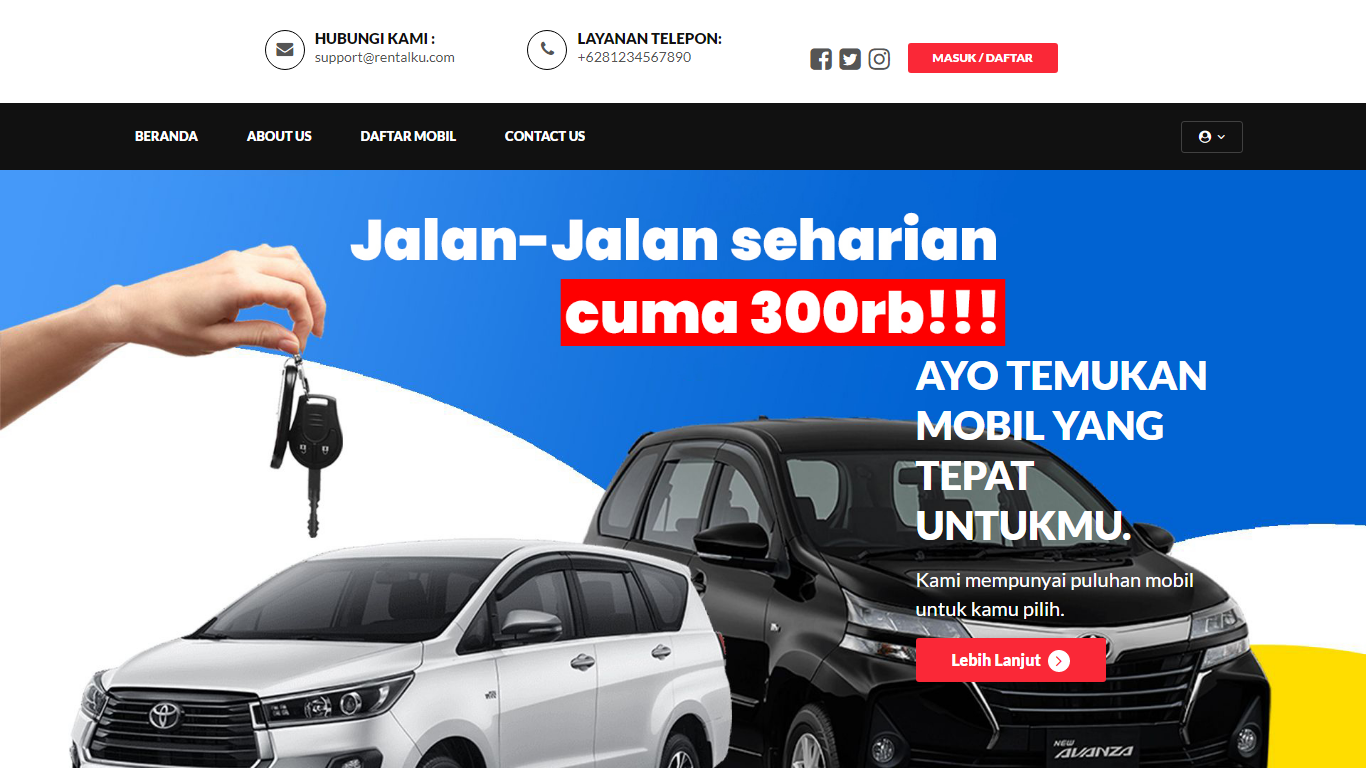 HUBUNGI KAMI :
support@rentalku.com
LAYANAN TELEPON:
+6281234567890
MASUK / DAFTAR
BERANDA
ABOUT US
DAFTAR MOBIL
CONTACT US
Jalan-Jalan seharian
cuma 300rb!!!
AYO TEMUKAN
MOBIL YANG
TEPAT
UNTUKMU.
Kami mempunyai puluhan mobil
untuk kamu pilih.
Lebih Lanjut
NEW
AVANZA